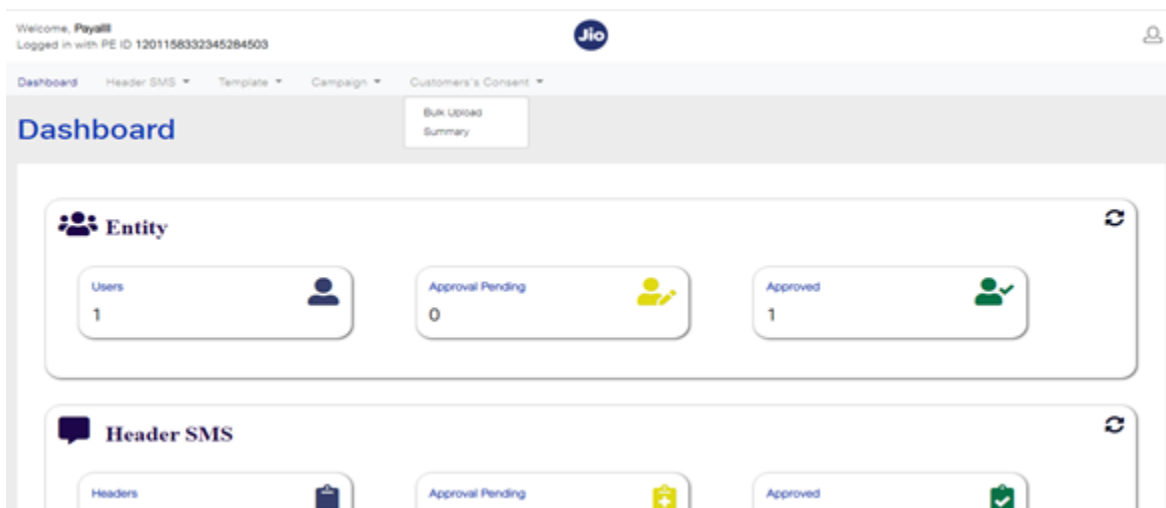 Welcome, Payallll
Logged in with PE ID 1201158332345284503
Jio
Dashboard Header SMS Template Campaign Customers's Consent
Bulk Upload
Summary
Dashboard
Entity
Users Approval Pending Approved
1 0 1
Header SMS
Headers Approval Pending Approved